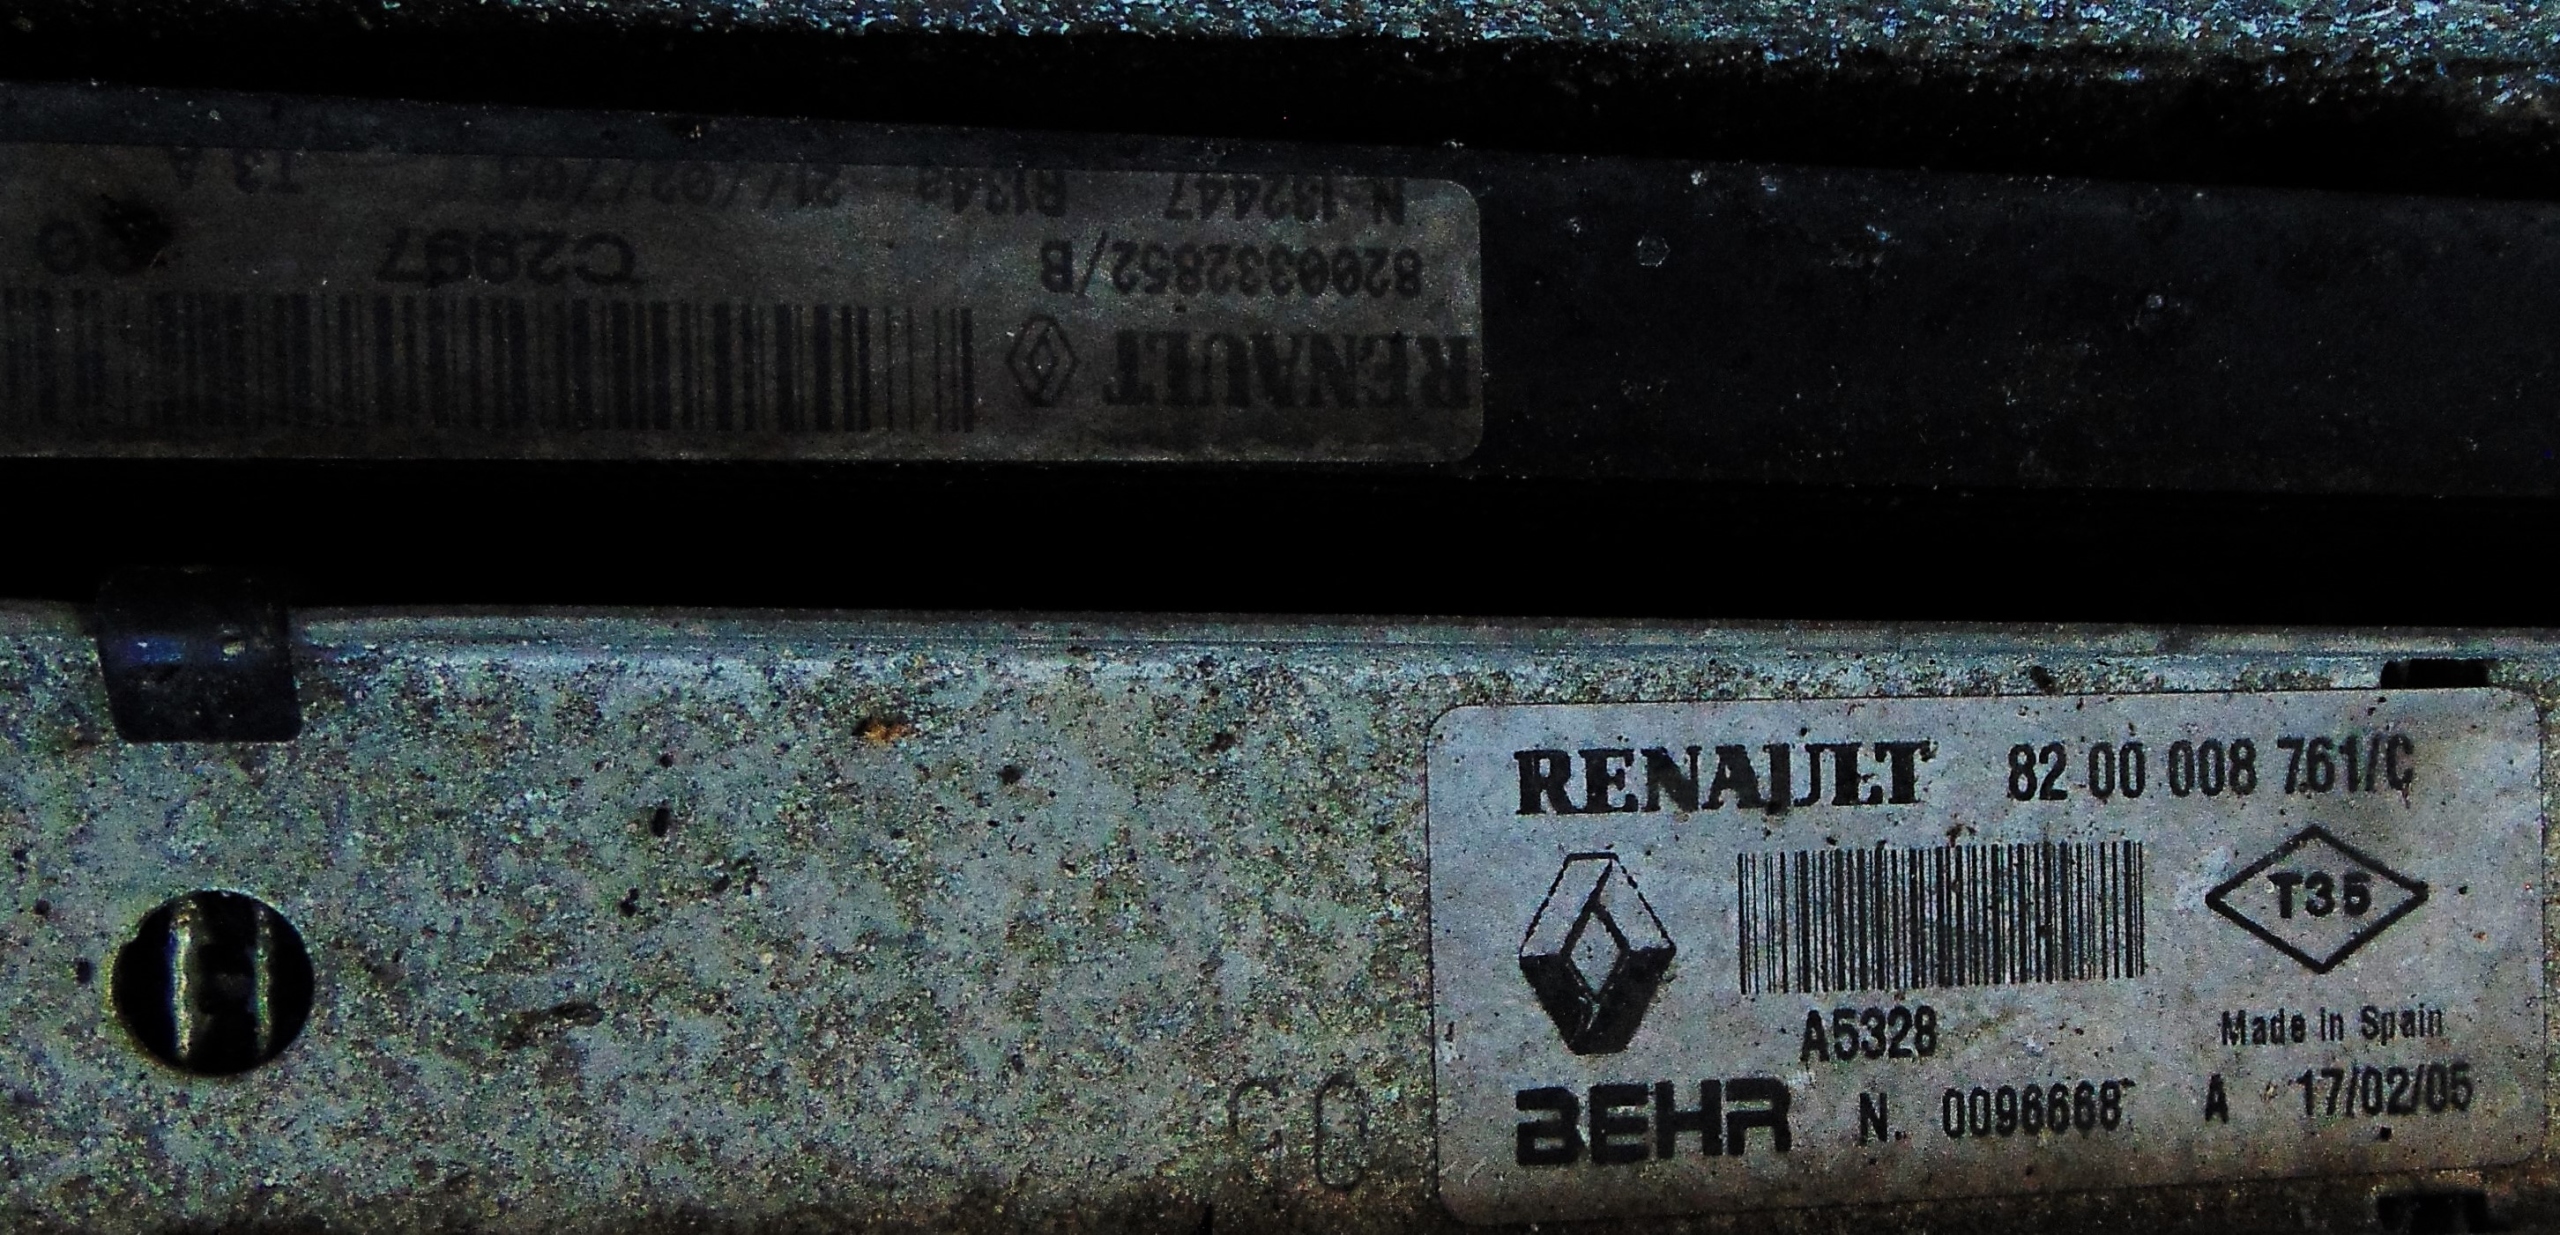 RENAULT
8200332852/B
N 132447 R134a 21/02/05 T3 A
C2997
RENAULT 82 00 008 761/C
T35
A5328
Made in Spain
BEHR N. 0096668 A 17/02/05